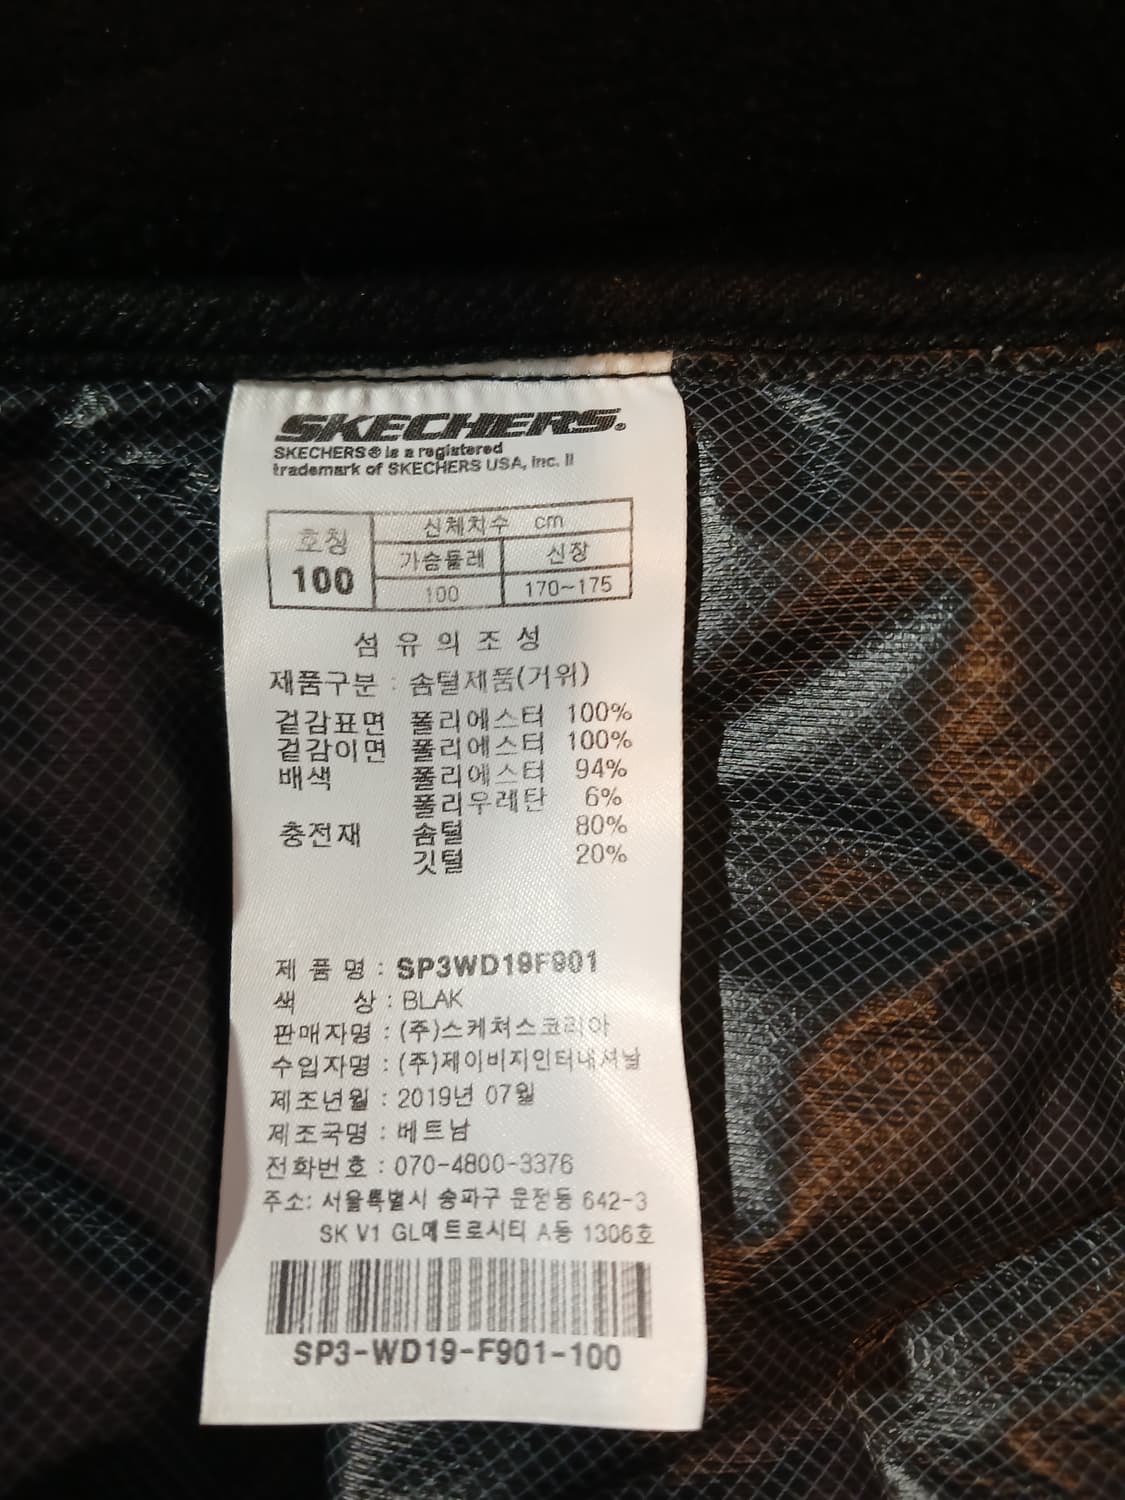 SKECHERS.
SKECHERS® is a registered
trademark of SKECHERS USA, Inc. II
호칭 신체치수 cm
가슴둘레 신장
100 100 170~175
섬유의조성
제품구분 : 솜털제품(거위)
겉감표면 폴리에스터 100%
겉감이면 폴리에스터 100%
배색 폴리에스터 94%
폴리우레탄 6%
충전재 솜털 80%
깃털 20%
제품명 : SP3WD19F901
색상 : BLAK
판매자명 : (주)스케쳐스코리아
수입자명 : (주)제이비지인터내셔날
제조년월 : 2019년 07월
제조국명 : 베트남
전화번호 : 070-4800-3376
주소: 서울특별시 송파구 문정동 642-3
SK V1 GL메트로시티 A동 1306호
SP3-WD19-F901-100